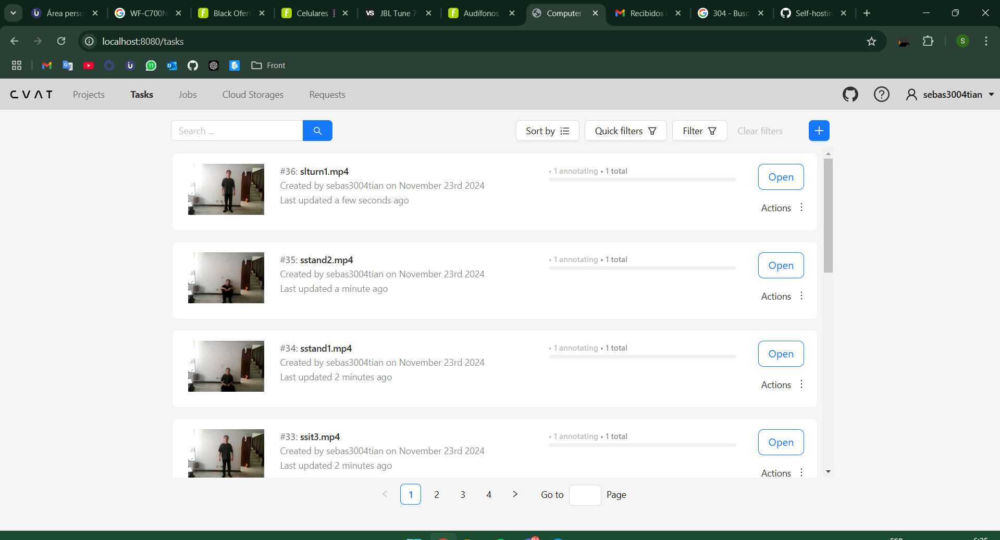 Área perso
WF-C700N
Black Ofer
Celulares
VS JBL Tune 7
Audífonos
Computer
Recibidos
304 - Busc
Self-hostin
localhost:8080/tasks
S
11
Front
CVAT
Projects
Tasks
Jobs
Cloud Storages
Requests
sebas3004tian
Search ...
Sort by
Quick filters
Filter
Clear filters
#36: slturn1.mp4
Created by sebas3004tian on November 23rd 2024
Last updated a few seconds ago
• 1 annotating • 1 total
Open
Actions
#35: sstand2.mp4
Created by sebas3004tian on November 23rd 2024
Last updated a minute ago
• 1 annotating • 1 total
Open
Actions
#34: sstand1.mp4
Created by sebas3004tian on November 23rd 2024
Last updated 2 minutes ago
• 1 annotating • 1 total
Open
Actions
#33: ssit3.mp4
Created by sebas3004tian on November 23rd 2024
Last updated 2 minutes ago
• 1 annotating • 1 total
Open
Actions
1
2
3
4
Go to
Page